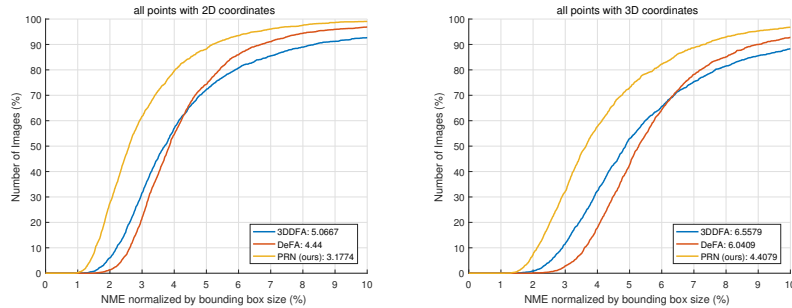 all points with 2D coordinates
Number of Images (%)
100
90
80
70
60
50
40
30
20
10
0
3DDFA: 5.0667
DeFA: 4.44
PRN (ours): 3.1774
0 1 2 3 4 5 6 7 8 9 10
NME normalized by bounding box size (%)
all points with 3D coordinates
Number of Images (%)
100
90
80
70
60
50
40
30
20
10
0
3DDFA: 6.5579
DeFA: 6.0409
PRN (ours): 4.4079
0 1 2 3 4 5 6 7 8 9 10
NME normalized by bounding box size (%)